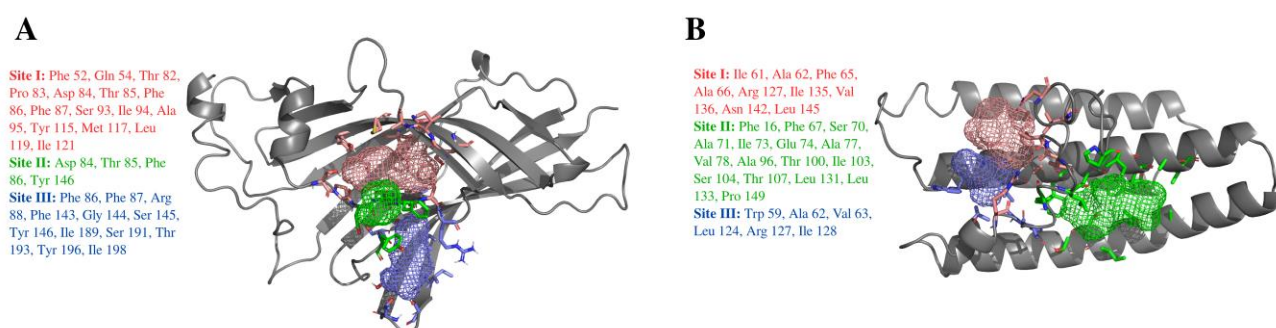 A
Site I: Phe 52, Gln 54, Thr 82,
Pro 83, Asp 84, Thr 85, Phe
86, Phe 87, Ser 93, Ile 94, Ala
95, Tyr 115, Met 117, Leu
119, Ile 121
Site II: Asp 84, Thr 85, Phe
86, Tyr 146
Site III: Phe 86, Phe 87, Arg
88, Phe 143, Gly 144, Ser 145,
Tyr 146, Ile 189, Ser 191, Thr
193, Tyr 196, Ile 198
B
Site I: Ile 61, Ala 62, Phe 65,
Ala 66, Arg 127, Ile 135, Val
136, Asn 142, Leu 145
Site II: Phe 16, Phe 67, Ser 70,
Ala 71, Ile 73, Glu 74, Ala 77,
Val 78, Ala 96, Thr 100, Ile 103,
Ser 104, Thr 107, Leu 131, Leu
133, Pro 149
Site III: Trp 59, Ala 62, Val 63,
Leu 124, Arg 127, Ile 128